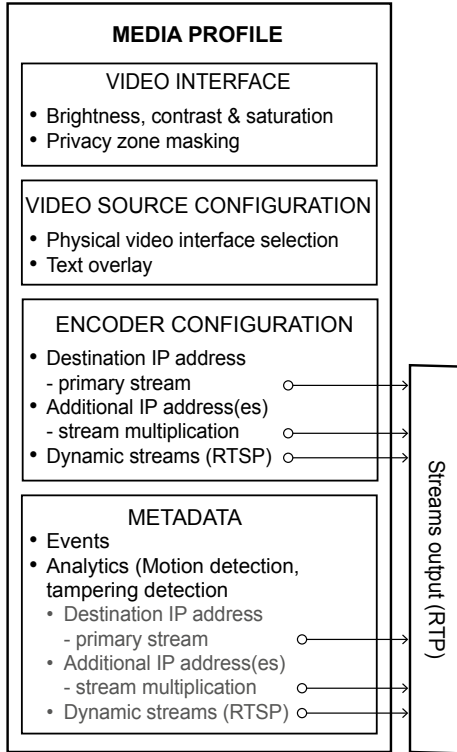 MEDIA PROFILE
VIDEO INTERFACE
• Brightness, contrast & saturation
• Privacy zone masking
VIDEO SOURCE CONFIGURATION
• Physical video interface selection
• Text overlay
ENCODER CONFIGURATION
• Destination IP address
- primary stream
• Additional IP address(es)
- stream multiplication
• Dynamic streams (RTSP)
METADATA
• Events
• Analytics (Motion detection,
tampering detection
• Destination IP address
- primary stream
• Additional IP address(es)
- stream multiplication
• Dynamic streams (RTSP)
Streams output (RTP)